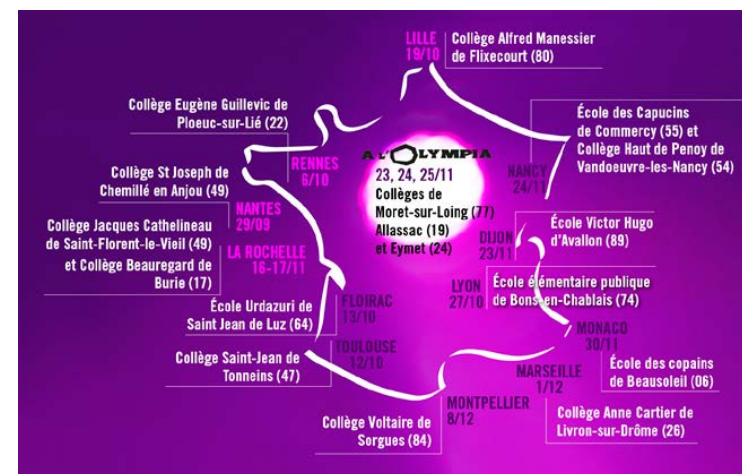 LILLE
19/10
Collège Alfred Manessier
de Flixecourt (80)
Collège Eugène Guillevic de
Ploeuc-sur-Lié (22)
RENNES
6/10
École des Capucins
de Commercy (55) et
Collège Haut de Penoy de
Vandoeuvre-les-Nancy (54)
NANCY
24/11
A L'OLYMPIA
23, 24, 25/11
Collèges de
Moret-sur-Loing (77)
Allassac (19)
et Eymet (24)
Collège St Joseph de
Chemillé en Anjou (49)
NANTES
29/09
Collège Jacques Cathelineau
de Saint-Florent-le-Vieil (49)
et Collège Beauregard de
Burie (17)
LA ROCHELLE
16-17/11
DIJON
23/11
École Victor Hugo
d'Avallon (89)
LYON
27/10
École élémentaire publique
de Bons-en-Chablais (74)
École Urdazuri de
Saint Jean de Luz (64)
FLOIRAC
13/10
TOULOUSE
12/10
Collège Saint-Jean de
Tonneins (47)
MONACO
30/11
École des copains
de Beausoleil (06)
MARSEILLE
1/12
Collège Anne Cartier de
Livron-sur-Drôme (26)
MONTPELLIER
8/12
Collège Voltaire de
Sorgues (84)